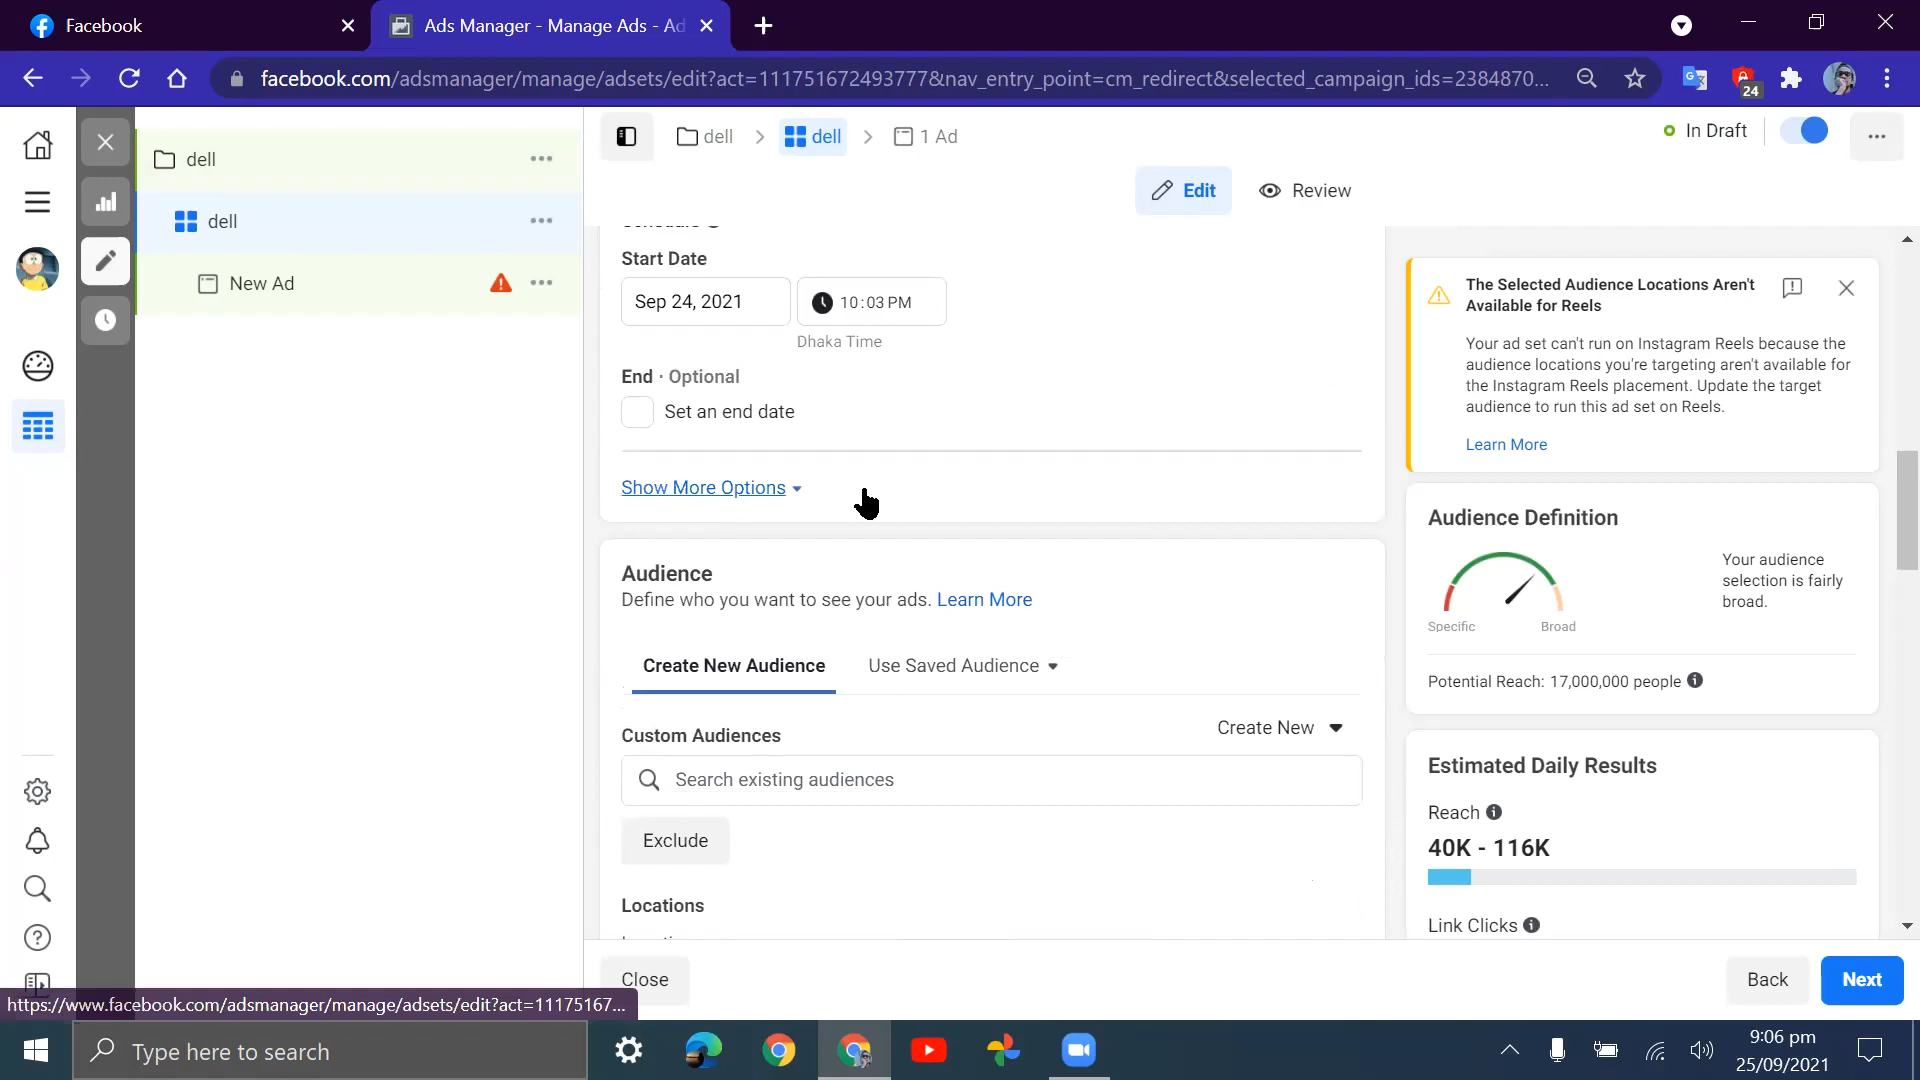 Facebook
Ads Manager - Manage Ads - Ad
facebook.com/adsmanager/manage/adsets/edit?act=111751672493777&nav_entry_point=cm_redirect&selected_campaign_ids=2384870...
24
dell
dell
New Ad
dell
dell
1 Ad
In Draft
Edit
Review
Start Date
Sep 24, 2021
10:03 PM
Dhaka Time
End · Optional
Set an end date
Show More Options
Audience
Define who you want to see your ads. Learn More
Create New Audience
Use Saved Audience
Custom Audiences
Create New
Search existing audiences
Exclude
Locations
The Selected Audience Locations Aren't
Available for Reels
Your ad set can't run on Instagram Reels because the
audience locations you're targeting aren't available for
the Instagram Reels placement. Update the target
audience to run this ad set on Reels.
Learn More
Audience Definition
Your audience
selection is fairly
broad.
Specific
Broad
Potential Reach: 17,000,000 people
Estimated Daily Results
Reach
40K - 116K
Link Clicks
Close
Back
Next
https://www.facebook.com/adsmanager/manage/adsets/edit?act=11175167...
Type here to search
9:06 pm
25/09/2021